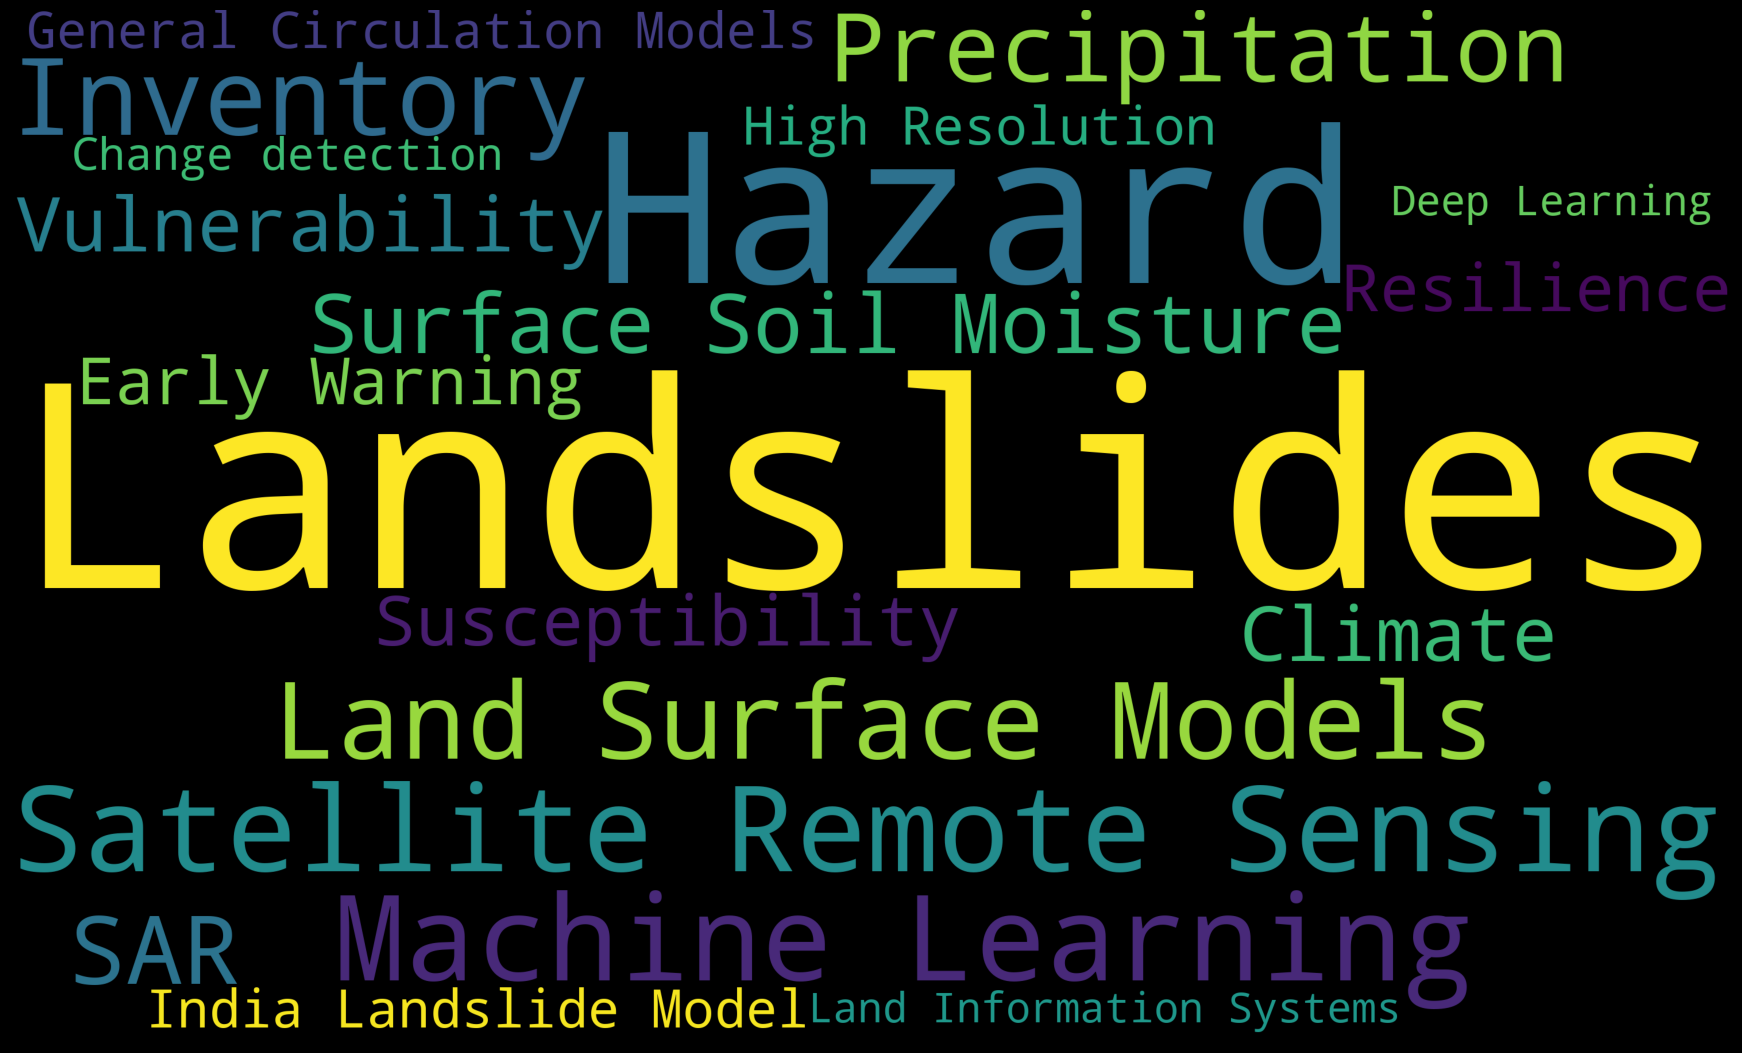 General Circulation Models
Precipitation
Inventory
High Resolution
Change detection
Hazard
Deep Learning
Vulnerability
Resilience
Surface Soil Moisture
Early Warning
Landslides
Susceptibility
Climate
Land Surface Models
Satellite Remote Sensing
SAR
Machine Learning
India Landslide Model
Land Information Systems